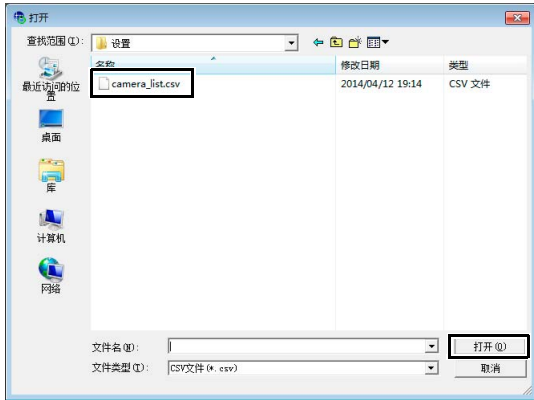 打开
查找范围(I): 设置
名称 修改日期 类型
camera_list.csv 2014/04/12 19:14 CSV 文件
最近访问的位置
桌面
库
计算机
网络
文件名(N): 打开(O)
文件类型(T): CSV文件(*.csv) 取消